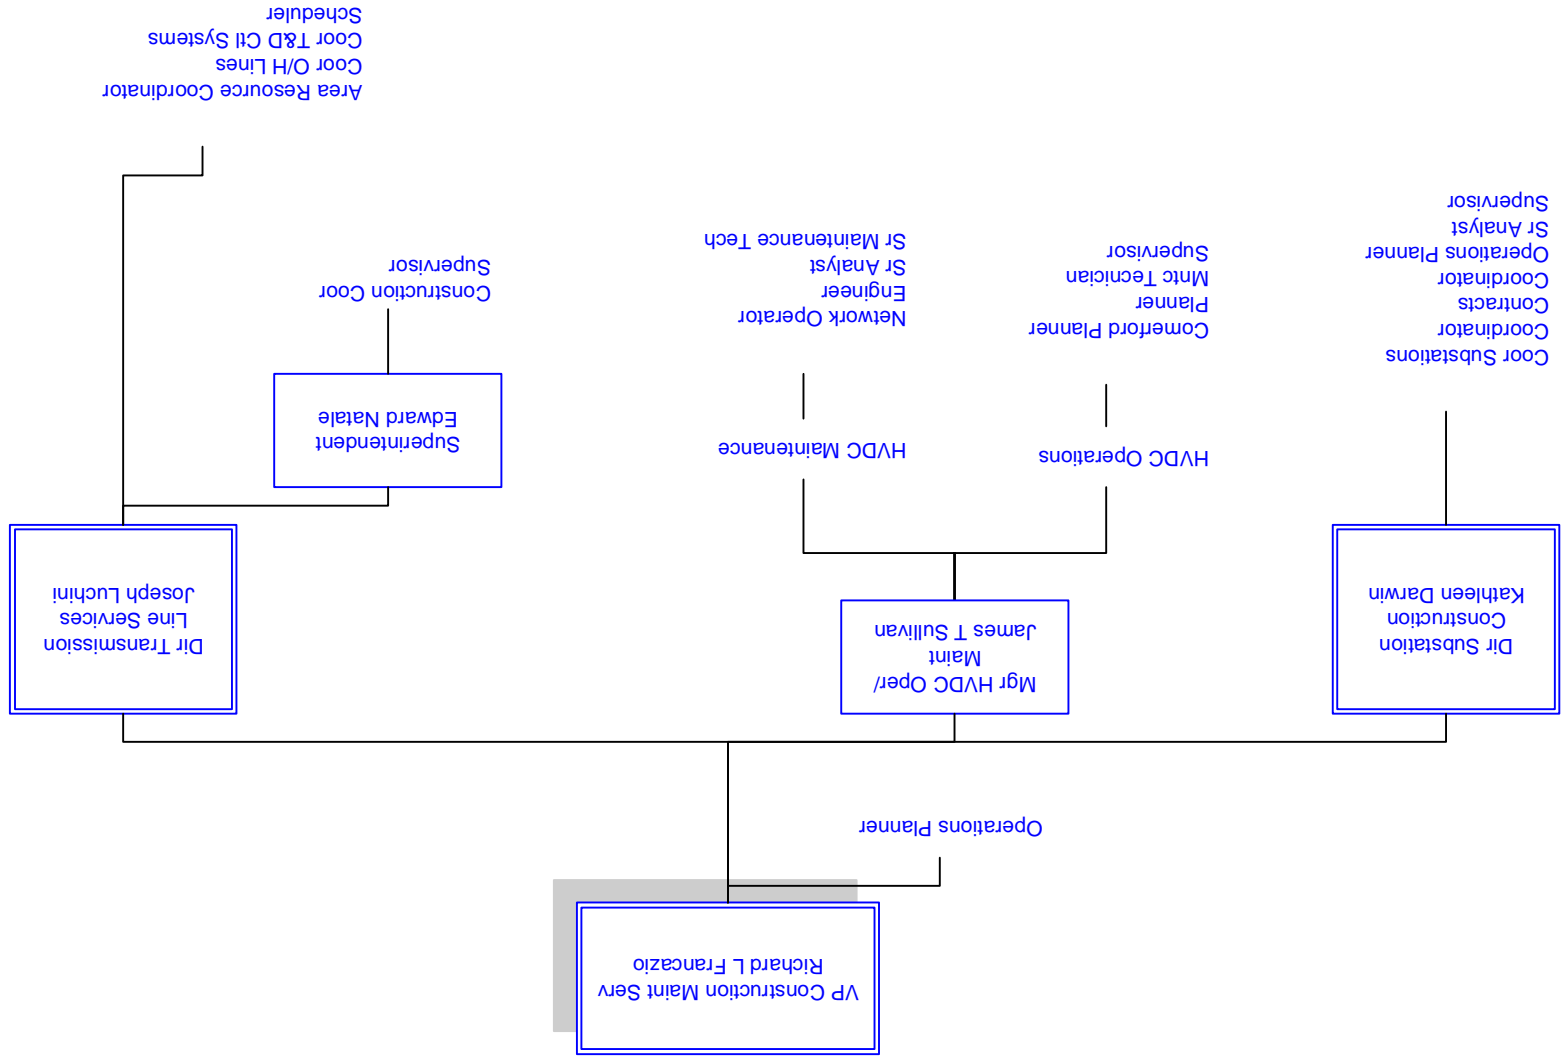 VP Construction Maint Serv
Richard L Francazio
Operations Planner
Dir Substation
Construction
Kathleen Darwin
Mgr HVDC Oper/
Maint
James T Sullivan
Dir Transmission
Line Services
Joseph Luchini
Coor Substations
Coordinator
Contracts
Coordinator
Operations Planner
Sr Analyst
Supervisor
HVDC Operations
Comerford Planner
Planner
Mntc Tecnician
Supervisor
HVDC Maintenance
Network Operator
Engineer
Sr Analyst
Sr Maintenance Tech
Superintendent
Edward Natale
Construction Coor
Supervisor
Area Resource Coordinator
Coor O/H Lines
Coor T&D Ctl Systems
Scheduler